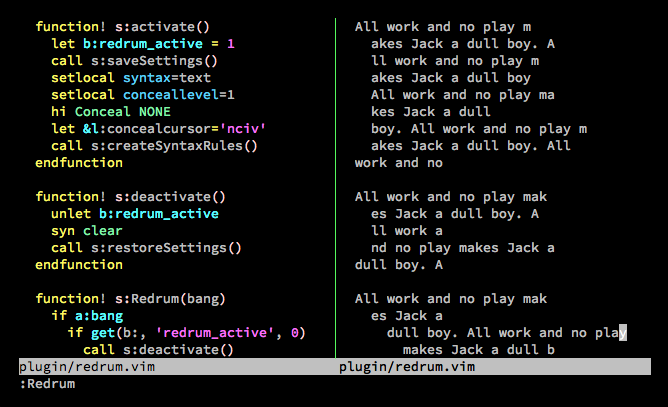 function! s:activate()
let b:redrum_active = 1
call s:saveSettings()
setlocal syntax=text
setlocal conceallevel=1
hi Conceal NONE
let &l:concealcursor='nciv'
call s:createSyntaxRules()
endfunction
function! s:deactivate()
unlet b:redrum_active
syn clear
call s:restoreSettings()
endfunction
function! s:Redrum(bang)
if a:bang
if get(b:, 'redrum_active', 0)
call s:deactivate()
plugin/redrum.vim
All work and no play m
akes Jack a dull boy. A
ll work and no play m
akes Jack a dull boy
All work and no play ma
kes Jack a dull
boy. All work and no play m
akes Jack a dull boy. All
work and no
All work and no play mak
es Jack a dull boy. A
ll work a
nd no play makes Jack a
dull boy. A
All work and no play mak
es Jack a
dull boy. All work and no play
makes Jack a dull b
plugin/redrum.vim
:Redrum